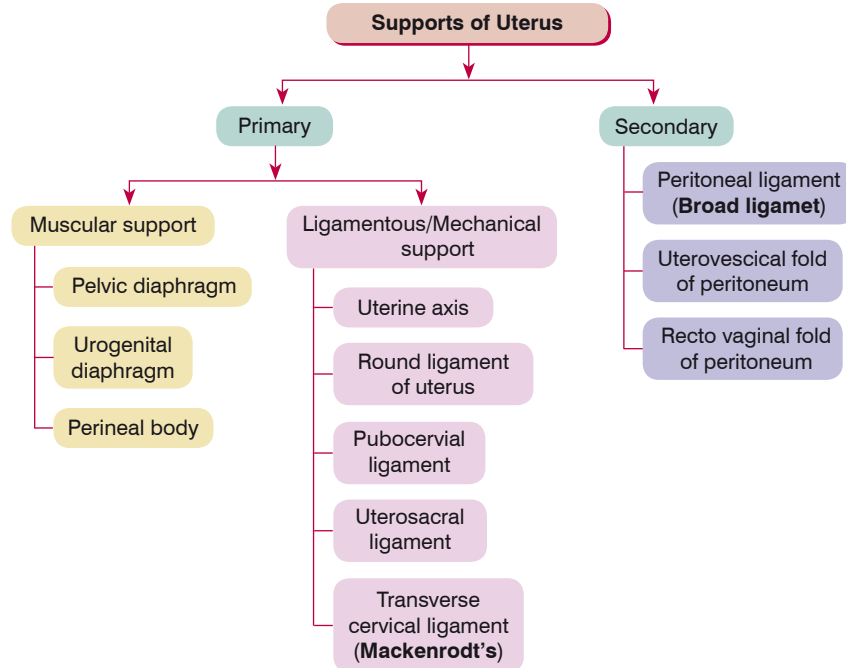 Supports of Uterus
Primary
Secondary
Muscular support
Pelvic diaphragm
Urogenital
diaphragm
Perineal body
Ligamentous/Mechanical
support
Uterine axis
Round ligament
of uterus
Pubocervial
ligament
Uterosacral
ligament
Transverse
cervical ligament
(Mackenrodt's)
Peritoneal ligament
(Broad ligamet)
Uterovescical fold
of peritoneum
Recto vaginal fold
of peritoneum